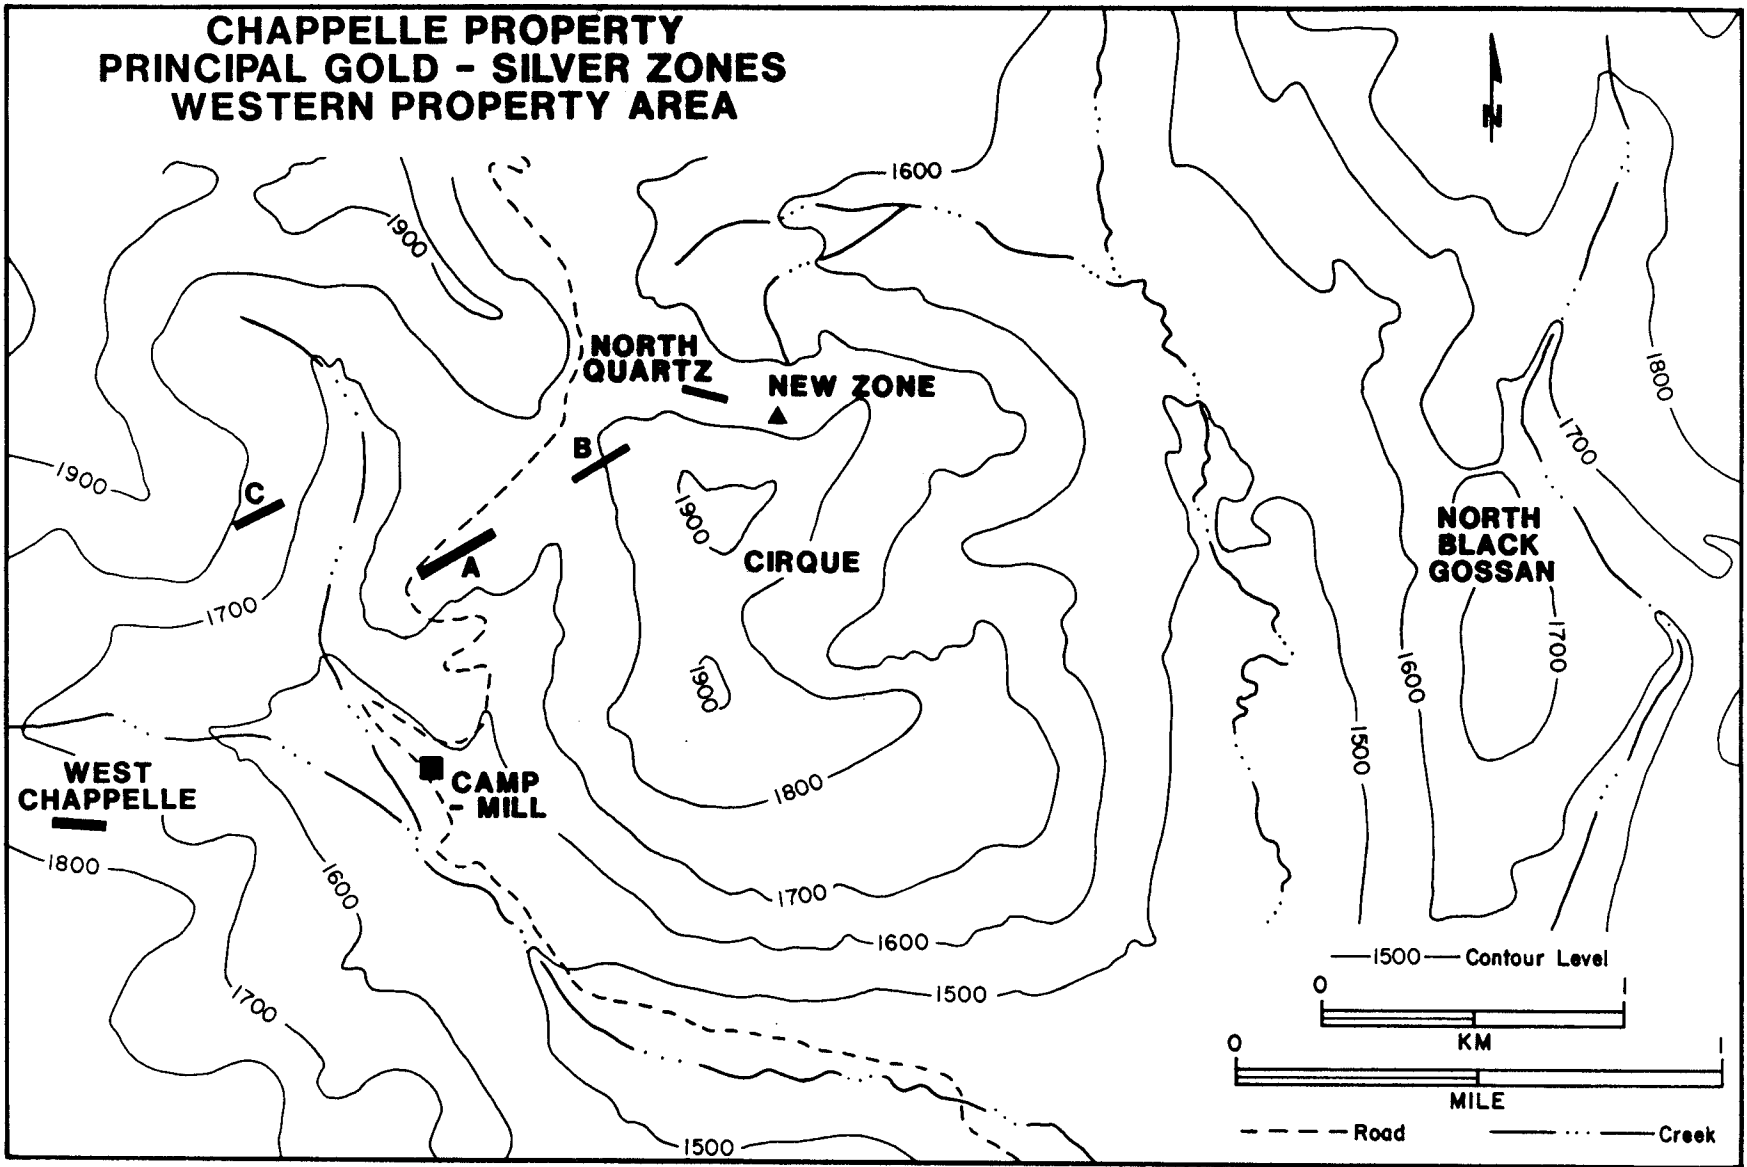 CHAPPELLE PROPERTY
PRINCIPAL GOLD - SILVER ZONES
WESTERN PROPERTY AREA
N
1600
1900
1800
NORTH
QUARTZ
NEW ZONE
B
1900
C
1700
1900
A
CIRQUE
NORTH
BLACK
GOSSAN
1700
1700
1600
1900
1500
WEST
CHAPPELLE
CAMP
- MILL
1800
1800
1600
1700
1600
1700
1500
1500
1500 Contour Level
0 1
KM
0 1
MILE
Road
Creek